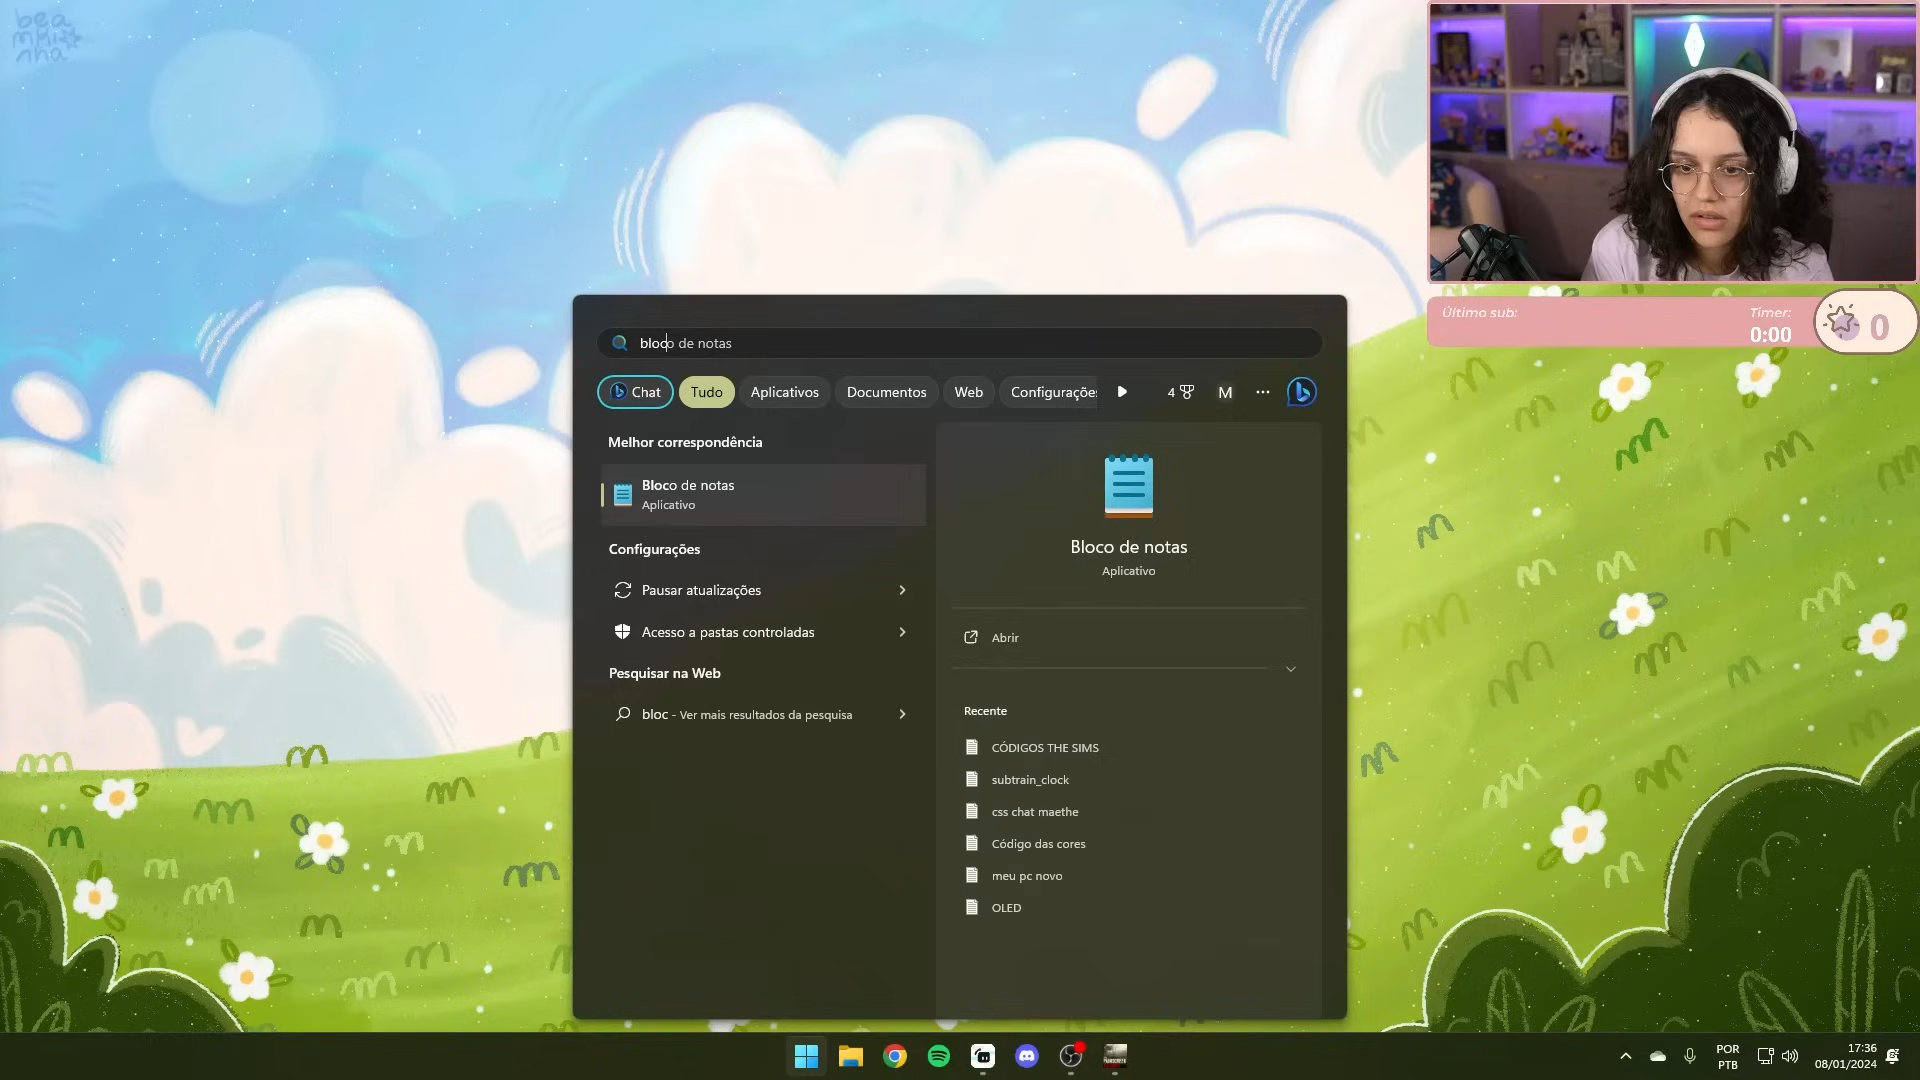 bea
mhi
nha
Último sub:
Timer:
0:00
0
bloco de notas
Chat
Tudo
Aplicativos
Documentos
Web
Configurações
4
M
Melhor correspondência
Bloco de notas
Aplicativo
Configurações
Pausar atualizações
Acesso a pastas controladas
Pesquisar na Web
bloc - Ver mais resultados da pesquisa
Bloco de notas
Aplicativo
Abrir
Recente
CÓDIGOS THE SIMS
subtrain_clock
css chat maethe
Código das cores
meu pc novo
OLED
POR
PTB
17:36
08/01/2024